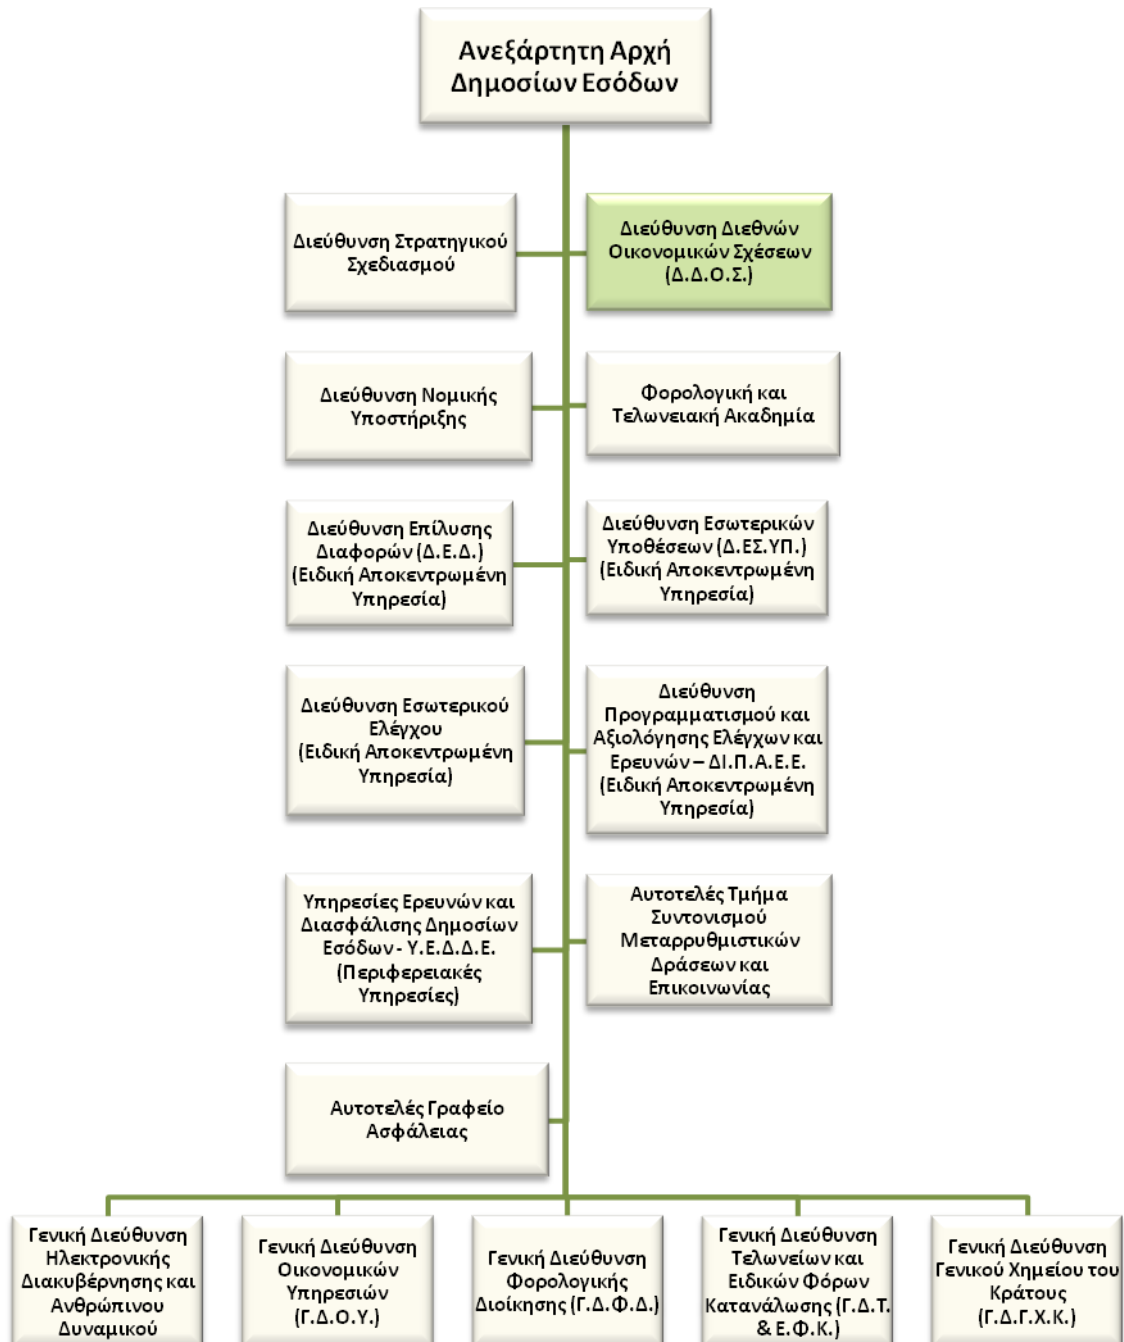 Ανεξάρτητη Αρχή
Δημοσίων Εσόδων
Διεύθυνση Στρατηγικού
Σχεδιασμού
Διεύθυνση Διεθνών
Οικονομικών Σχέσεων
(Δ.Δ.Ο.Σ.)
Διεύθυνση Νομικής
Υποστήριξης
Φορολογική και
Τελωνειακή Ακαδημία
Διεύθυνση Επίλυσης
Διαφορών (Δ.Ε.Δ.)
(Ειδική Αποκεντρωμένη
Υπηρεσία)
Διεύθυνση Εσωτερικών
Υποθέσεων (Δ.ΕΣ.ΥΠ.)
(Ειδική Αποκεντρωμένη
Υπηρεσία)
Διεύθυνση Εσωτερικού
Ελέγχου
(Ειδική Αποκεντρωμένη
Υπηρεσία)
Διεύθυνση
Προγραμματισμού και
Αξιολόγησης Ελέγχων και
Ερευνών – ΔΙ.Π.Α.Ε.Ε.
(Ειδική Αποκεντρωμένη
Υπηρεσία)
Υπηρεσίες Ερευνών και
Διασφάλισης Δημοσίων
Εσόδων - Υ.Ε.Δ.Δ.Ε.
(Περιφερειακές
Υπηρεσίες)
Αυτοτελές Τμήμα
Συντονισμού
Μεταρρυθμιστικών
Δράσεων και
Επικοινωνίας
Αυτοτελές Γραφείο
Ασφάλειας
Γενική Διεύθυνση
Ηλεκτρονικής
Διακυβέρνησης και
Ανθρώπινου
Δυναμικού
Γενική Διεύθυνση
Οικονομικών
Υπηρεσιών
(Γ.Δ.Ο.Υ.)
Γενική Διεύθυνση
Φορολογικής
Διοίκησης (Γ.Δ.Φ.Δ.)
Γενική Διεύθυνση
Τελωνείων και
Ειδικών Φόρων
Κατανάλωσης (Γ.Δ.Τ.
& Ε.Φ.Κ.)
Γενική Διεύθυνση
Γενικού Χημείου του
Κράτους
(Γ.Δ.Γ.Χ.Κ.)